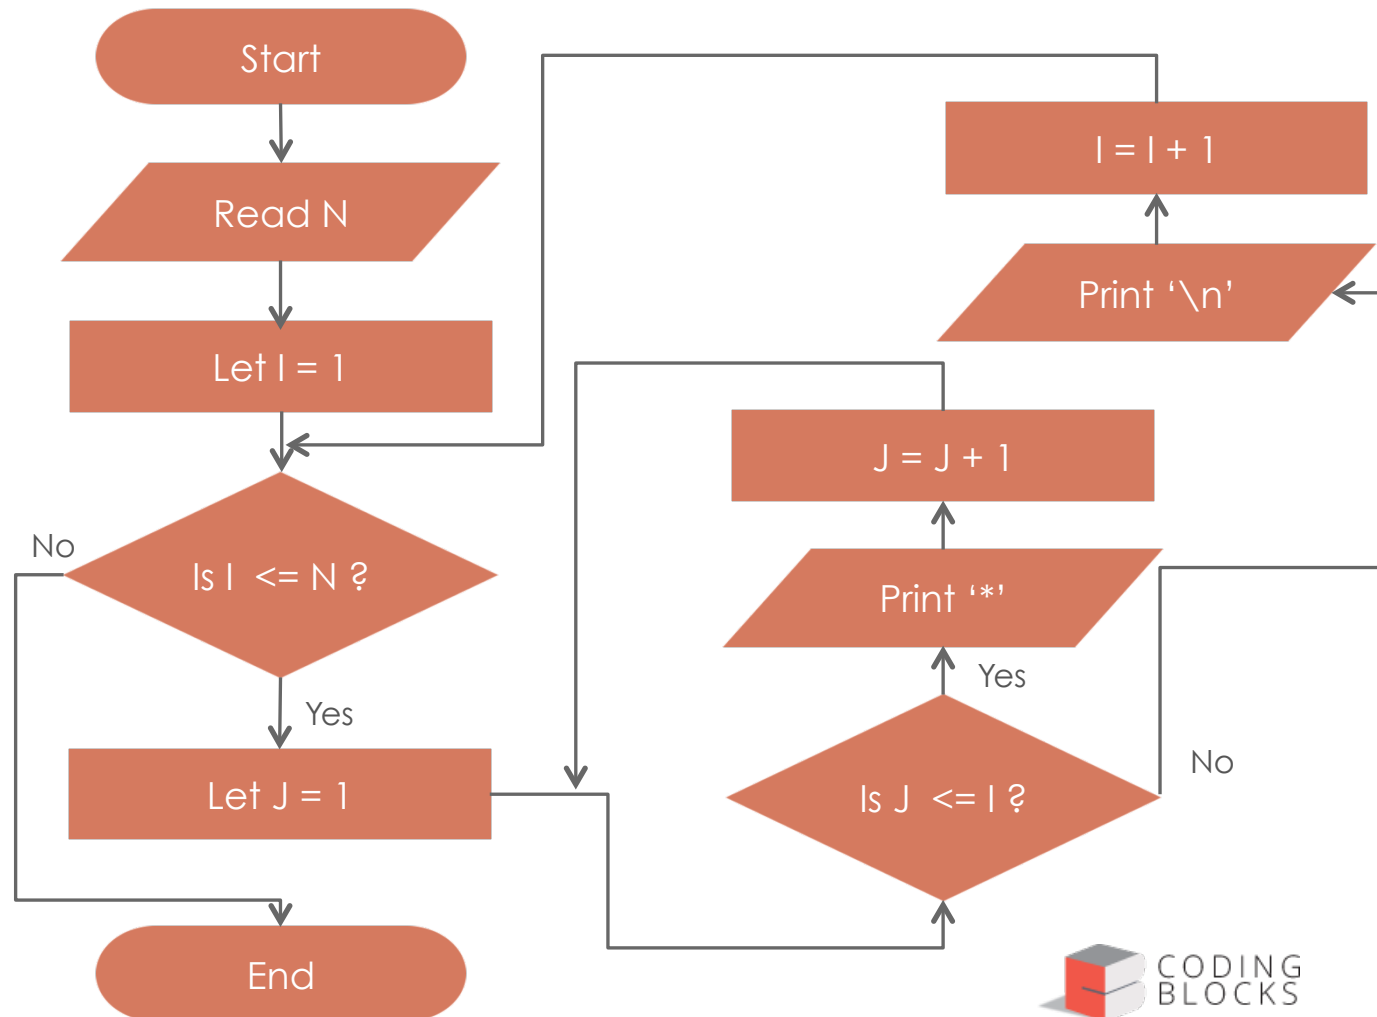 Start
Read N
Let I = 1
Is I <= N ?
No
Yes
Let J = 1
End
Is J <= I ?
Yes
No
Print ‘*’
J = J + 1
Print ‘\n’
I = I + 1
CODING
BLOCKS